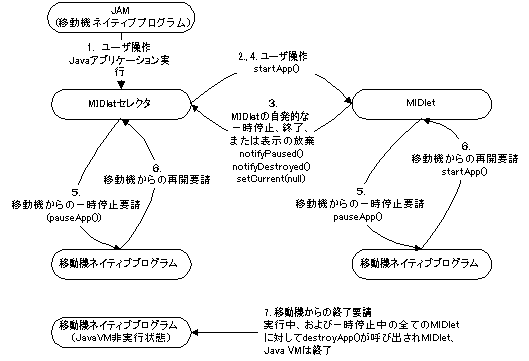 JAM
(移動機ネイティブプログラム)
1. ユーザ操作
Javaアプリケーション実
行
2.,4. ユーザ操作
startApp()
MIDletセレクタ
3.
MIDletの自発的な
一時停止、終了、
または表示の放棄
notifyPaused()
notifyDestroyed()
setCurrent(null)
MIDlet
6.
移動機からの再開要請
5.
移動機からの一時停止要請
(pauseApp())
6.
移動機からの再開要請
startApp()
5.
移動機からの一時停止要請
pauseApp()
移動機ネイティブプログラム
移動機ネイティブプログラム
移動機ネイティブプログラム
(JavaVM非実行状態)
7. 移動機からの終了要請
実行中、および一時停止中の全てのMIDlet
に対してdestroyApp()が呼び出されMIDlet、
Java VMは終了